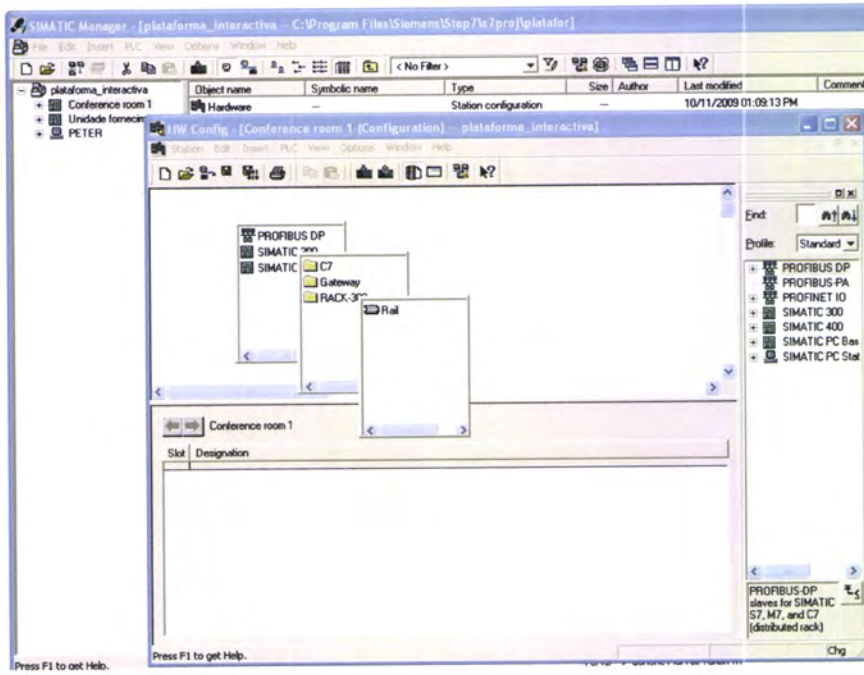 SIMATIC Manager - [plataforma_interactiva -- C:\Program Files\Siemens\Step7\s7proj\platafor]
File Edit Insert PLC View Options Window Help
< No Filter >
plataforma_interactiva
Conference room 1
Unidade fornecim
PETER
Object name Symbolic name Type Size Author Last modified Comment
Hardware --- Station configuration --- 10/11/2009 01:09:13 PM
HW Config - [Conference room 1 (Configuration) -- plataforma_interactiva]
Station Edit Insert PLC View Options Window Help
PROFIBUS DP
SIMATIC 300
SIMATIC
C7
Gateway
RACK-300
Rail
Find:
Profile: Standard
PROFIBUS DP
PROFIBUS-PA
PROFINET IO
SIMATIC 300
SIMATIC 400
SIMATIC PC Bas
SIMATIC PC Stat
Conference room 1
Slot Designation
PROFIBUS-DP
slaves for SIMATIC
S7, M7, and C7
(distributed rack)
Press F1 to get Help.
Chg
Press F1 to get Help.